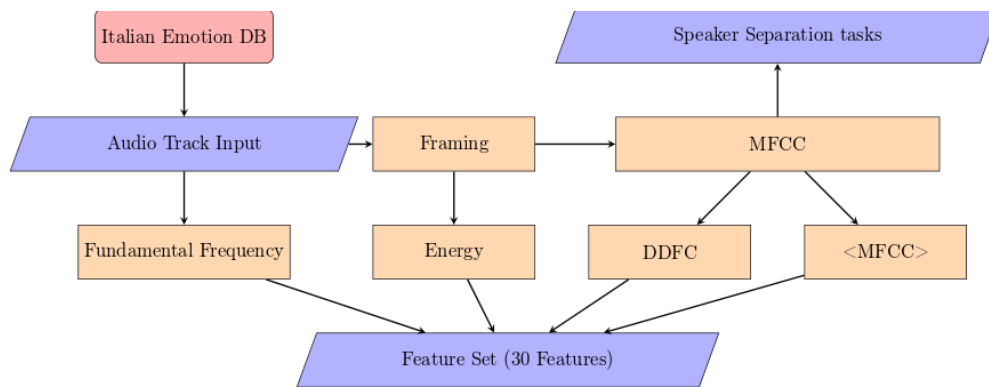 Italian Emotion DB
Speaker Separation tasks
Audio Track Input
Framing
MFCC
Fundamental Frequency
Energy
DDFC
<MFCC>
Feature Set (30 Features)